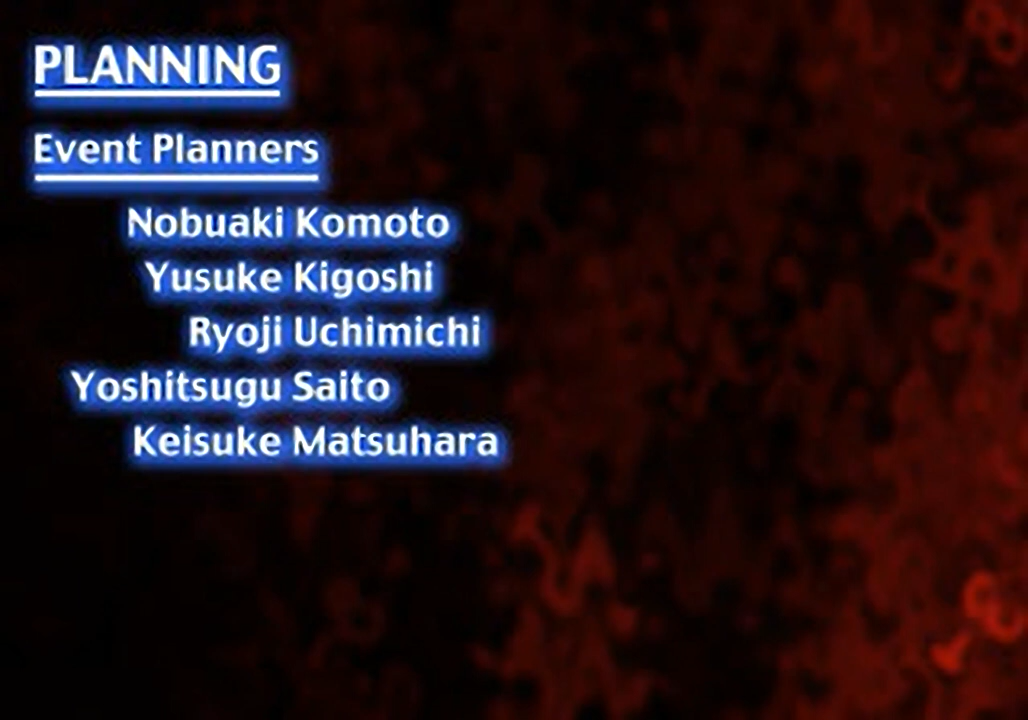 PLANNING
Event Planners
Nobuaki Komoto
Yusuke Kigoshi
Ryoji Uchimichi
Yoshitsugu Saito
Keisuke Matsuhara